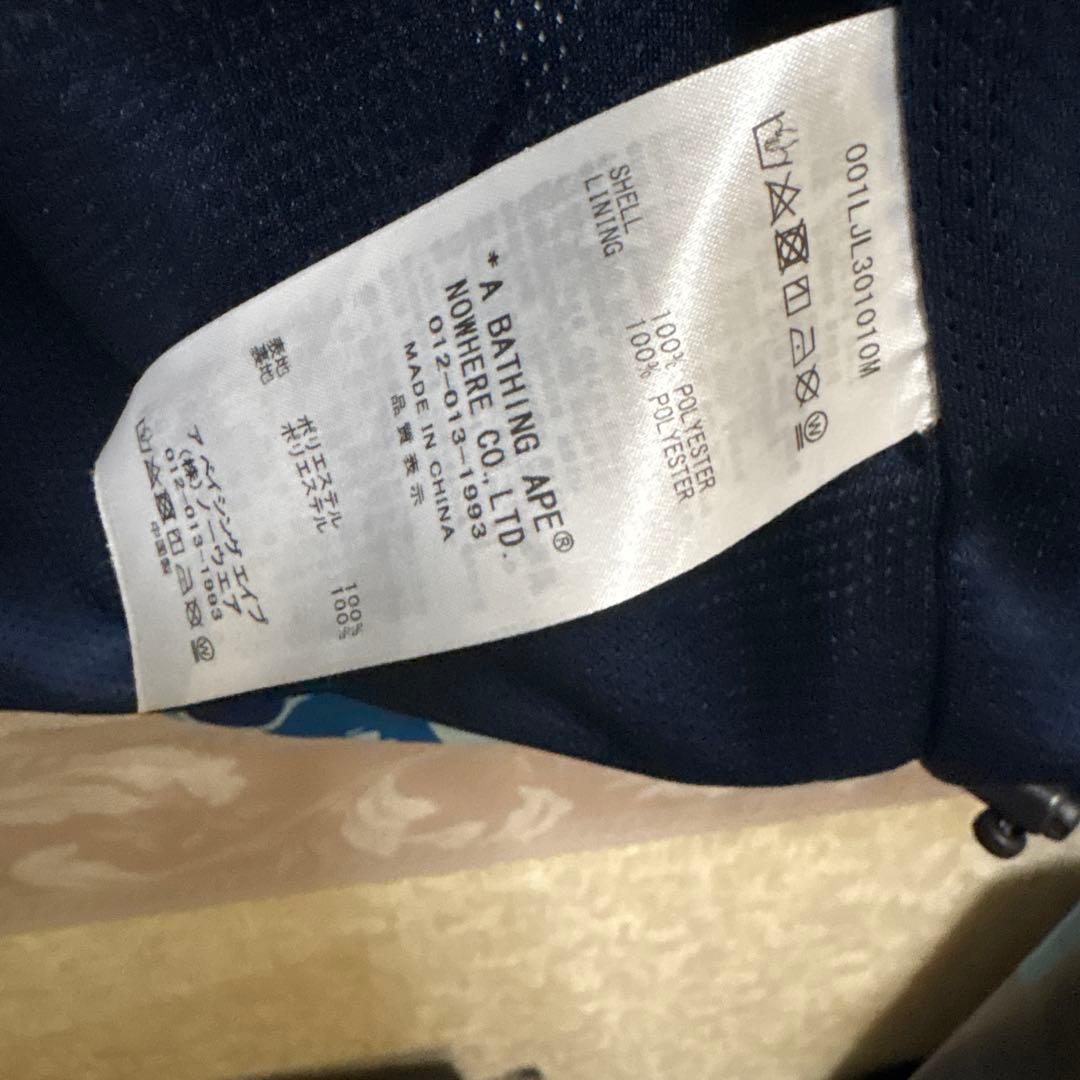 001LJL301010M
SHELL 100% POLYESTER
LINING 100% POLYESTER
* A BATHING APE®
NOWHERE CO., LTD.
012-013-1993
MADE IN CHINA
品質表示
表地 ポリエステル 100%
裏地 ポリエステル 100%
ア ベイシング エイプ
(株)ノーウエア
012-013-1993
中国製